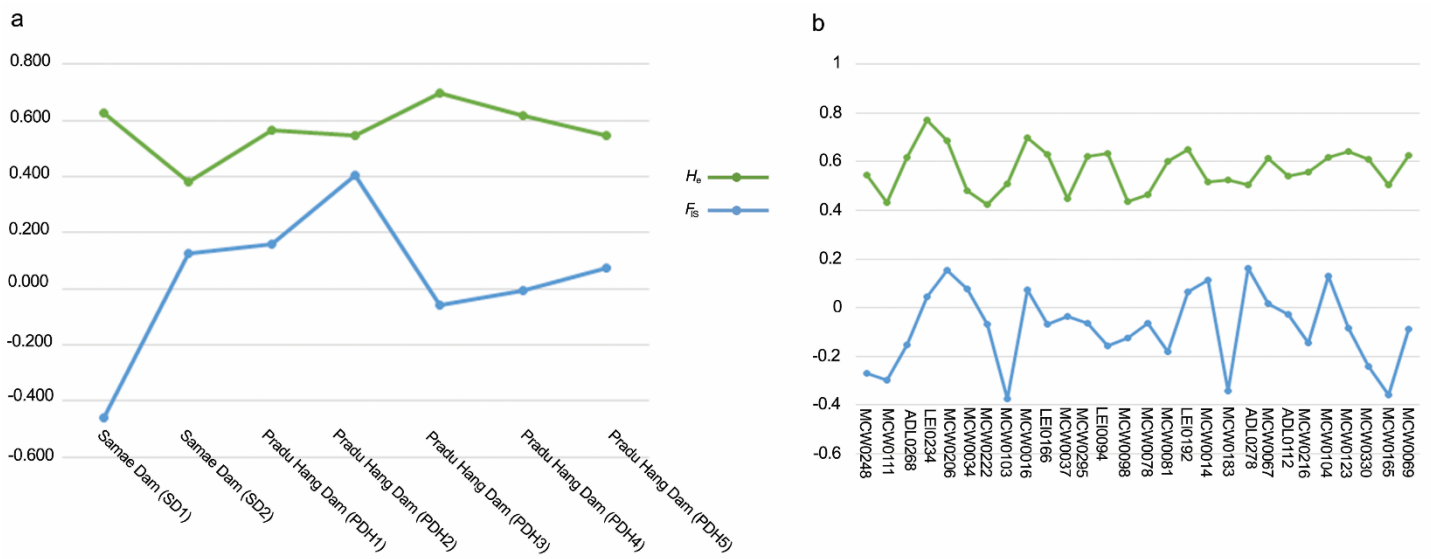 a
0.800
0.600
0.400
0.200
0.000
-0.200
-0.400
-0.600
Samae Dam (SD1)
Samae Dam (SD2)
Pradu Hang Dam (PDH1)
Pradu Hang Dam (PDH2)
Pradu Hang Dam (PDH3)
Pradu Hang Dam (PDH4)
Pradu Hang Dam (PDH5)
He
FIS
b
1
0.8
0.6
0.4
0.2
0
-0.2
-0.4
-0.6
MCW0248
MCW0111
ADL0268
LEI0234
MCW0206
MCW0034
MCW0222
MCW0103
MCW0016
LEI0166
MCW0037
MCW0295
LEI0094
MCW0098
MCW0078
MCW0081
LEI0192
MCW0014
MCW0183
ADL0278
MCW0067
ADL0112
MCW0216
MCW0104
MCW0123
MCW0330
MCW0165
MCW0069